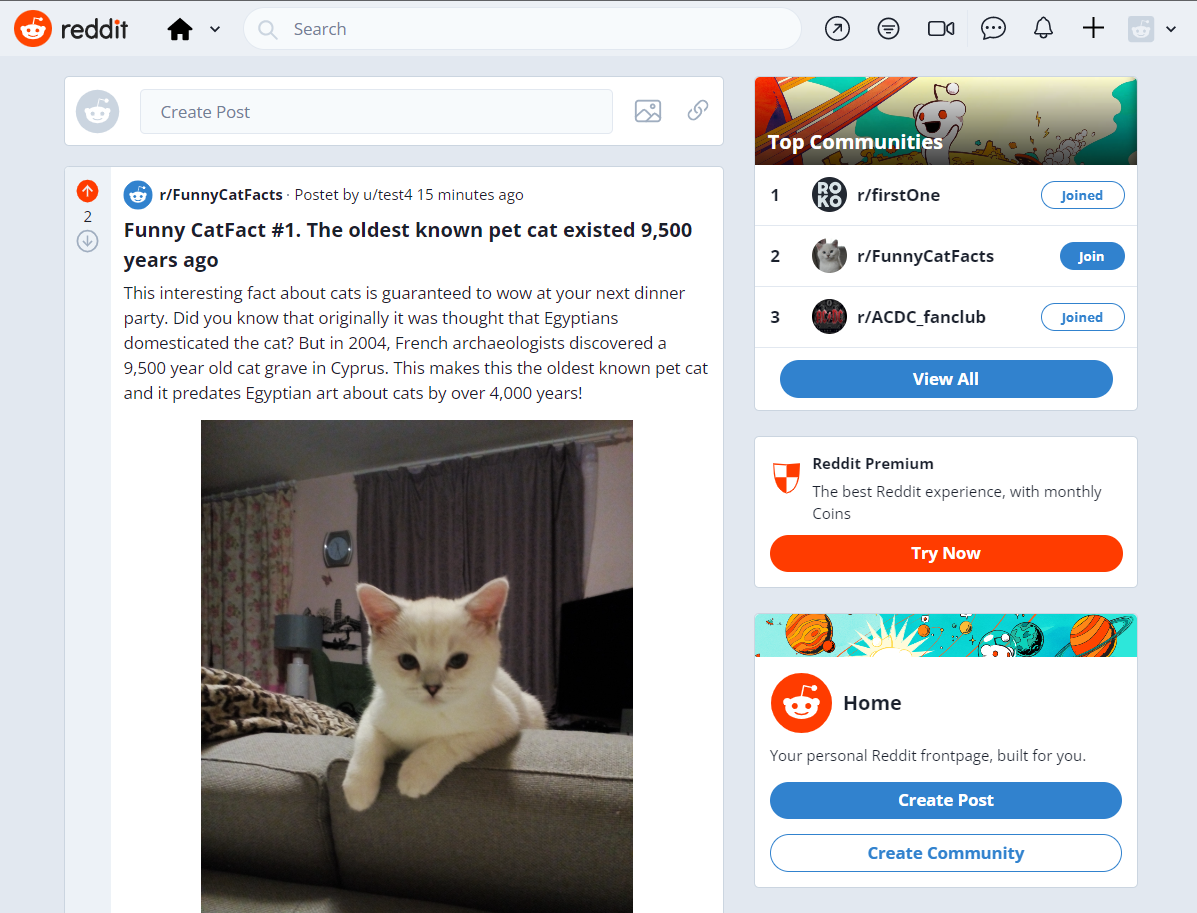 reddit
Search
Create Post
r/FunnyCatFacts · Postet by u/test4 15 minutes ago
2
Funny CatFact #1. The oldest known pet cat existed 9,500
years ago
This interesting fact about cats is guaranteed to wow at your next dinner
party. Did you know that originally it was thought that Egyptians
domesticated the cat? But in 2004, French archaeologists discovered a
9,500 year old cat grave in Cyprus. This makes this the oldest known pet cat
and it predates Egyptian art about cats by over 4,000 years!
Top Communities
1 ROKO r/firstOne Joined
2 r/FunnyCatFacts Join
3 r/ACDC_fanclub Joined
View All
Reddit Premium
The best Reddit experience, with monthly
Coins
Try Now
Home
Your personal Reddit frontpage, built for you.
Create Post
Create Community